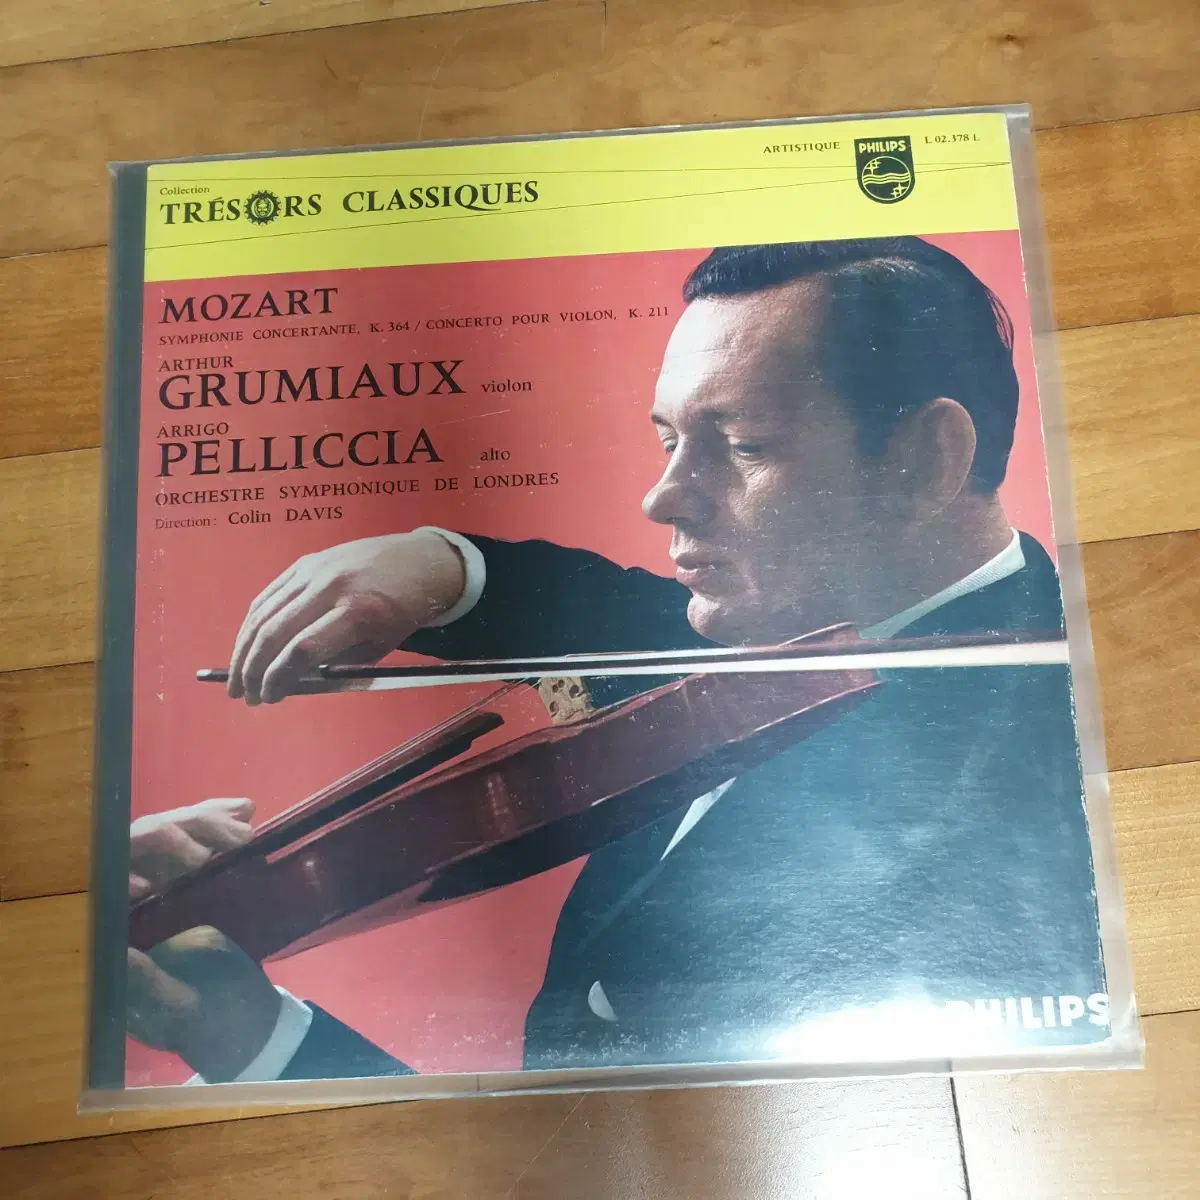 ARTISTIQUE
PHILIPS
L 02.378 L
Collection
TRÉSORS CLASSIQUES
MOZART
SYMPHONIE CONCERTANTE, K. 364 / CONCERTO POUR VIOLON, K. 211
ARTHUR
GRUMIAUX violon
ARRIGO
PELLICCIA alto
ORCHESTRE SYMPHONIQUE DE LONDRES
Direction: Colin DAVIS
PHILIPS